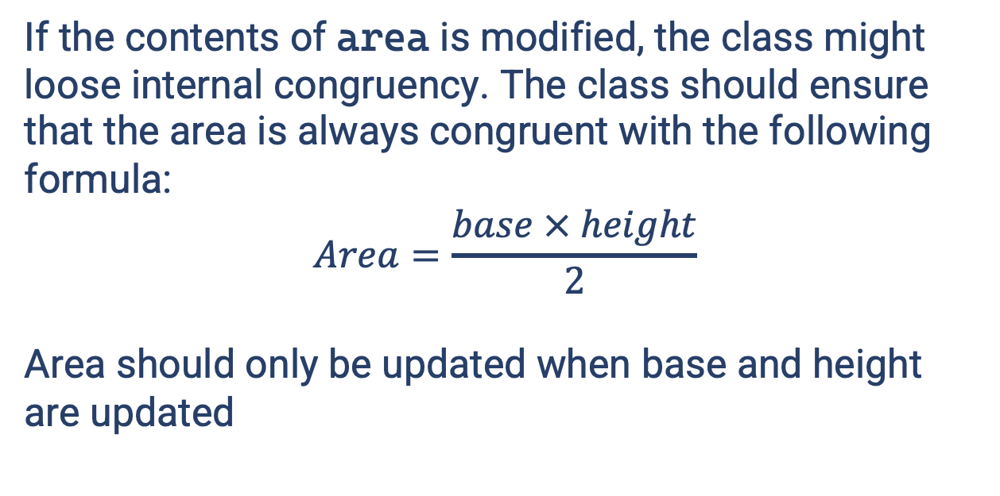 If the contents of area is modified, the class might
loose internal congruency. The class should ensure
that the area is always congruent with the following
formula:
Area = base × height / 2
Area should only be updated when base and height
are updated